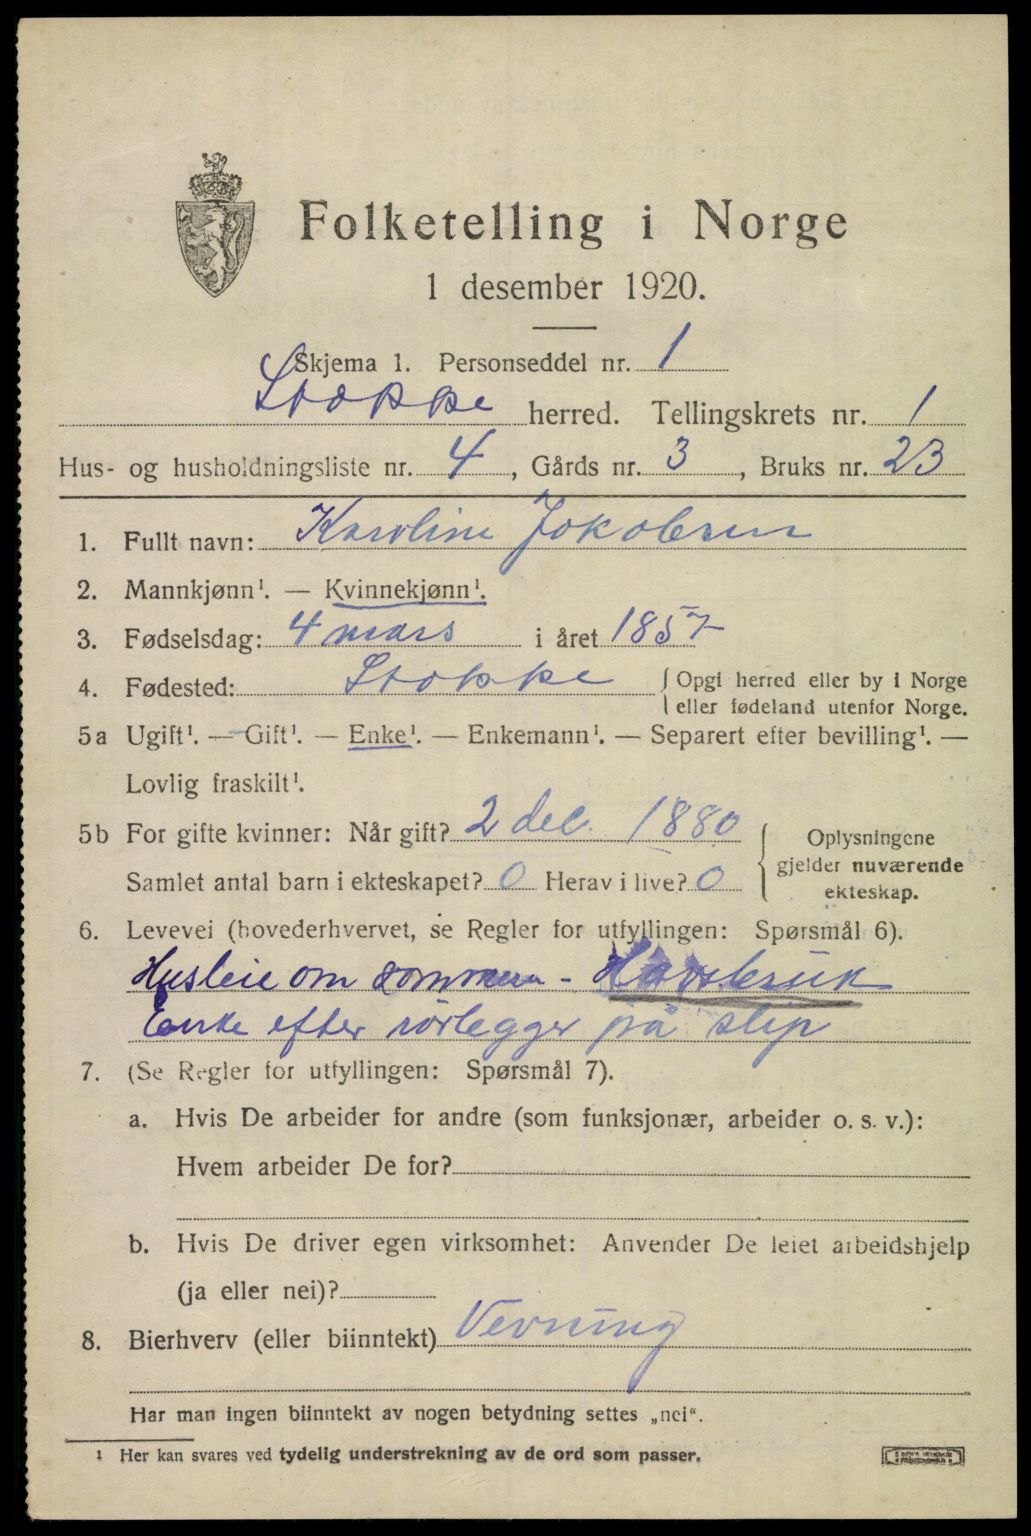 Folketelling i Norge
1 desember 1920.
Skjema 1. Personseddel nr. 1
Stokke herred. Tellingskrets nr. 1
Hus- og husholdningsliste nr. 4, Gårds nr. 3, Bruks nr. 23
1. Fullt navn: Karoline Jakobsen
2. Mannkjønn¹. — Kvinnekjønn¹.
3. Fødselsdag: 4 mars i året 1857
4. Fødested: Stokke { Opgi herred eller by i Norge
eller fødeland utenfor Norge.
5a Ugift¹. — Gift¹. — Enke¹. — Enkemann¹. — Separert efter bevilling¹. —
Lovlig fraskilt¹.
5b For gifte kvinner: Når gift? 2 dec. 1880
Samlet antal barn i ekteskapet? 0 Herav i live? 0
{ Oplysningene
gjelder nuværende
ekteskap.
6. Levevei (hovederhvervet, se Regler for utfyllingen: Spørsmål 6).
Husleie om sommeren - Havebruk
Enke efter rørlegger på slip
7. (Se Regler for utfyllingen: Spørsmål 7).
a. Hvis De arbeider for andre (som funksjonær, arbeider o. s. v.):
Hvem arbeider De for?
b. Hvis De driver egen virksomhet: Anvender De leiet arbeidshjelp
(ja eller nei)?
8. Bierhverv (eller biinntekt) Vevning
Har man ingen biinntekt av nogen betydning settes „nei“.
¹ Her kan svares ved tydelig understrekning av de ord som passer.